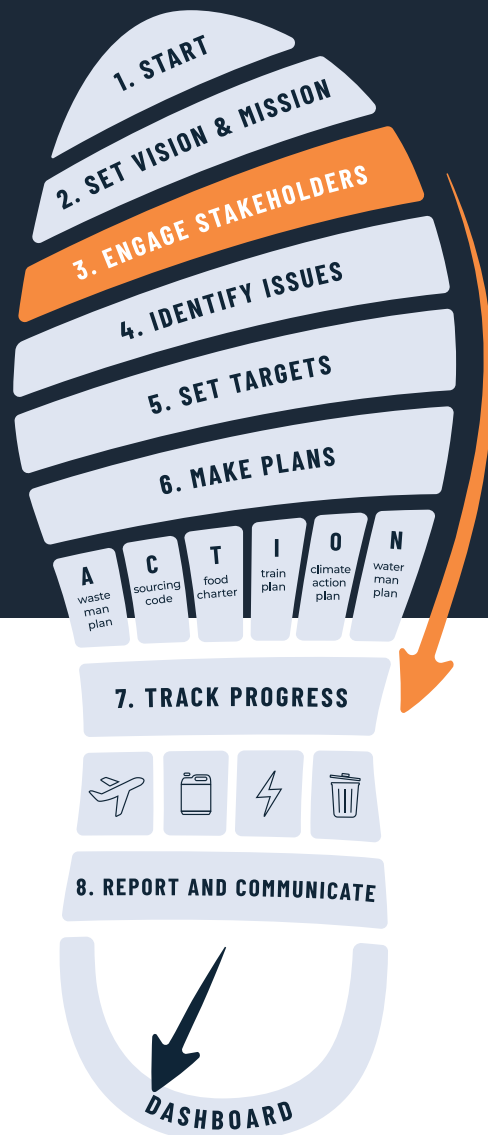 1. START
2. SET VISION & MISSION
3. ENGAGE STAKEHOLDERS
4. IDENTIFY ISSUES
5. SET TARGETS
6. MAKE PLANS
A
waste
man
plan
C
sourcing
code
T
food
charter
I
train
plan
O
climate
action
plan
N
water
man
plan
7. TRACK PROGRESS
8. REPORT AND COMMUNICATE
DASHBOARD